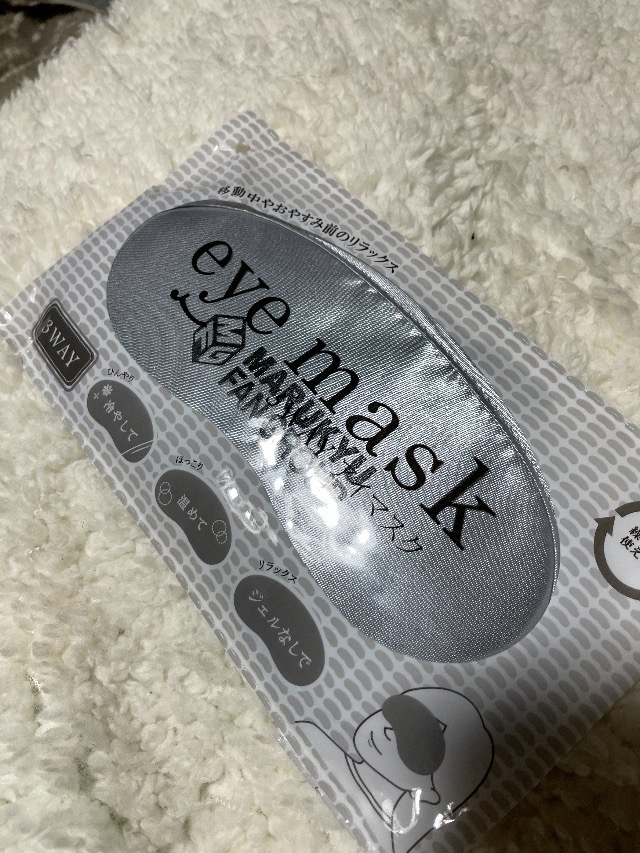 移動中やおやすみ前のリラックス
eye mask
MARUKYU
3WAY
ひんやり
冷やして
ほっこり
温めて
リラックス
ジェルなしで